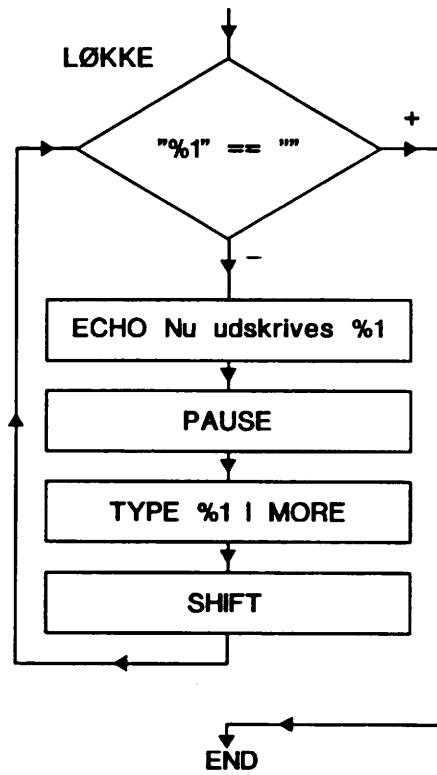 LØKKE
"%1" == ""
+
-
ECHO Nu udskrives %1
PAUSE
TYPE %1 | MORE
SHIFT
END